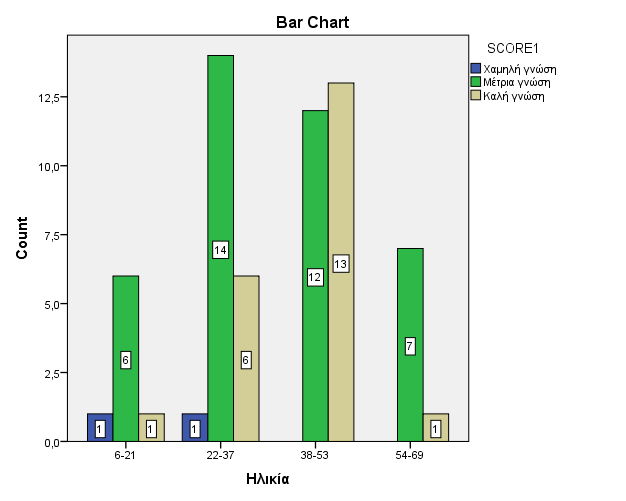 Bar Chart
SCORE1
Χαμηλή γνώση
Μέτρια γνώση
Καλή γνώση
Count
12,5
10,0
7,5
5,0
2,5
0,0
1
6
1
1
14
6
12
13
7
1
6-21
22-37
38-53
54-69
Ηλικία